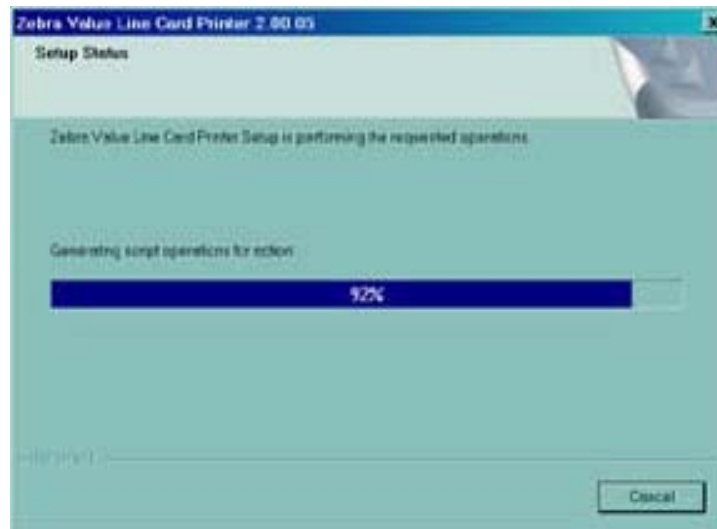 Zebra Value Line Card Printer 2.00.05
Setup Status
Zebra Value Line Card Printer Setup is performing the requested operations.
Generating script operations for action:
92%
Cancel